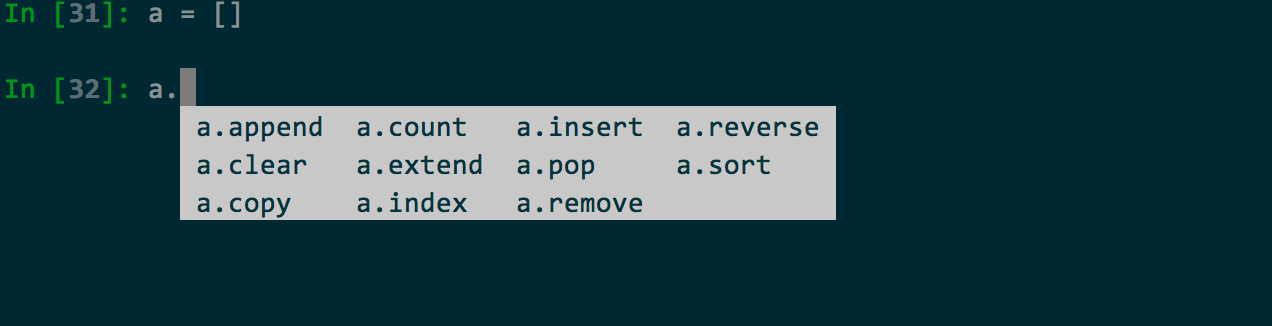 In [31]: a = []
In [32]: a.
a.append a.count a.insert a.reverse
a.clear a.extend a.pop a.sort
a.copy a.index a.remove